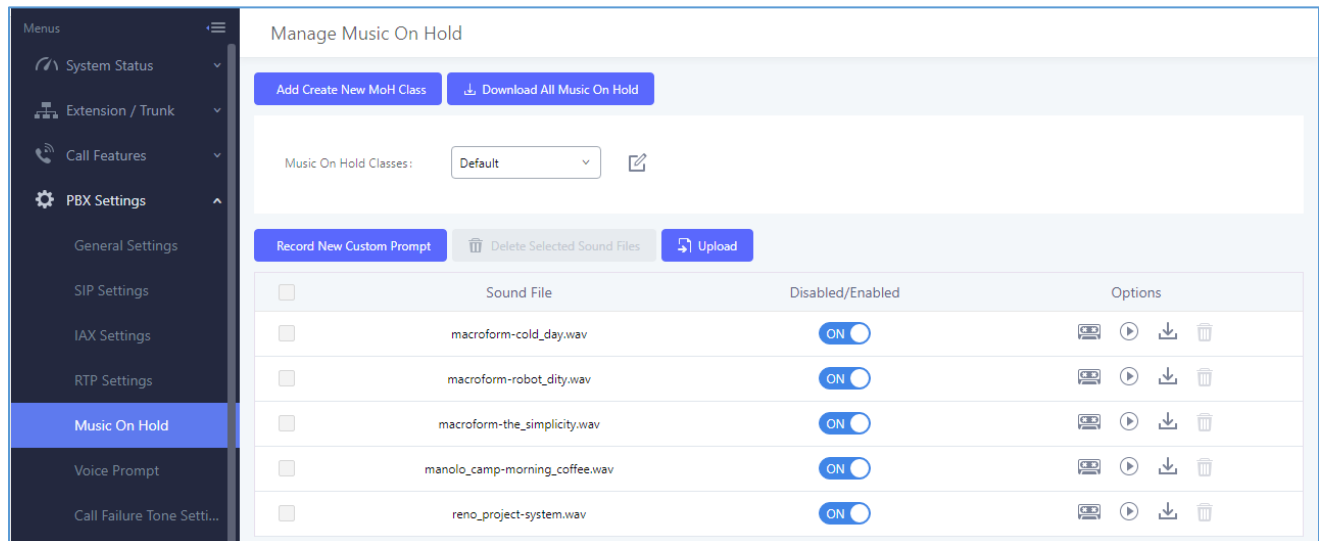 Menus
Manage Music On Hold
System Status
Extension / Trunk
Call Features
PBX Settings
General Settings
SIP Settings
IAX Settings
RTP Settings
Music On Hold
Voice Prompt
Call Failure Tone Setti...
Add Create New MoH Class
Download All Music On Hold
Music On Hold Classes:
Default
Record New Custom Prompt
Delete Selected Sound Files
Upload
Sound File Disabled/Enabled Options
macroform-cold_day.wav ON
macroform-robot_dity.wav ON
macroform-the_simplicity.wav ON
manolo_camp-morning_coffee.wav ON
reno_project-system.wav ON